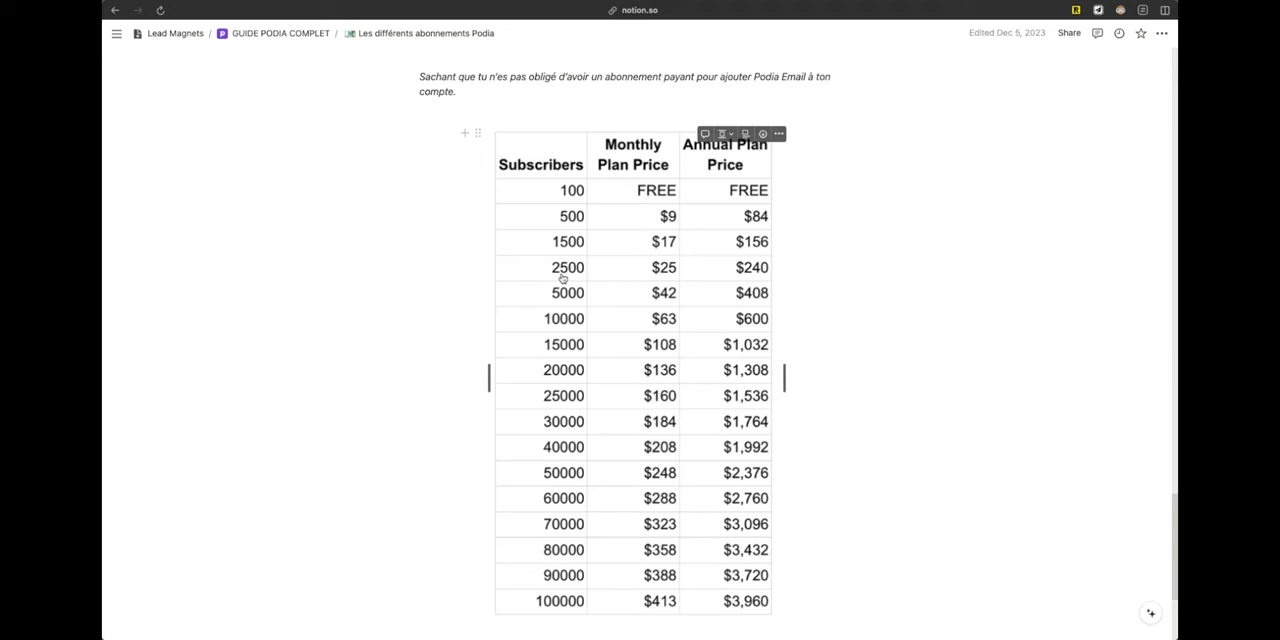 notion.so
Lead Magnets / GUIDE PODIA COMPLET / Les différents abonnements Podia
Edited Dec 5, 2023 Share
Sachant que tu n'es pas obligé d'avoir un abonnement payant pour ajouter Podia Email à ton
compte.
Subscribers Monthly Plan Price Annual Plan Price
100 FREE FREE
500 $9 $84
1500 $17 $156
2500 $25 $240
5000 $42 $408
10000 $63 $600
15000 $108 $1,032
20000 $136 $1,308
25000 $160 $1,536
30000 $184 $1,764
40000 $208 $1,992
50000 $248 $2,376
60000 $288 $2,760
70000 $323 $3,096
80000 $358 $3,432
90000 $388 $3,720
100000 $413 $3,960